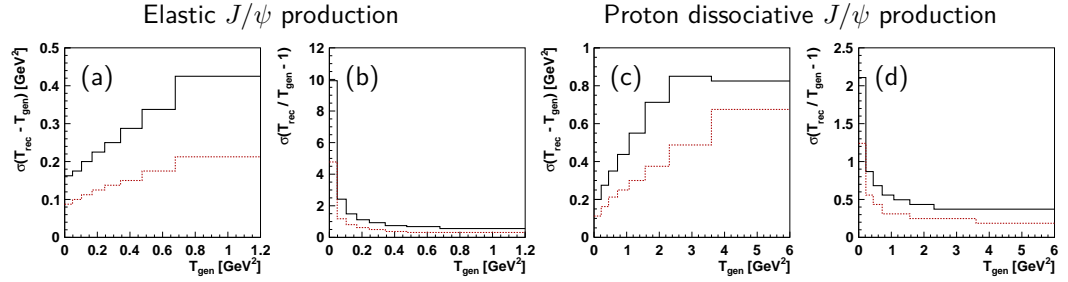 Elastic J/ψ production
Proton dissociative J/ψ production
(a)
σ(T_rec - T_gen) [GeV²]
0.5
0.4
0.3
0.2
0.1
0
0 0.2 0.4 0.6 0.8 1 1.2
T_gen [GeV²]
(b)
σ(T_rec / T_gen - 1)
12
10
8
6
4
2
0
0 0.2 0.4 0.6 0.8 1 1.2
T_gen [GeV²]
(c)
σ(T_rec - T_gen) [GeV²]
1
0.8
0.6
0.4
0.2
0
0 1 2 3 4 5 6
T_gen [GeV²]
(d)
σ(T_rec / T_gen - 1)
2.5
2
1.5
1
0.5
0
0 1 2 3 4 5 6
T_gen [GeV²]